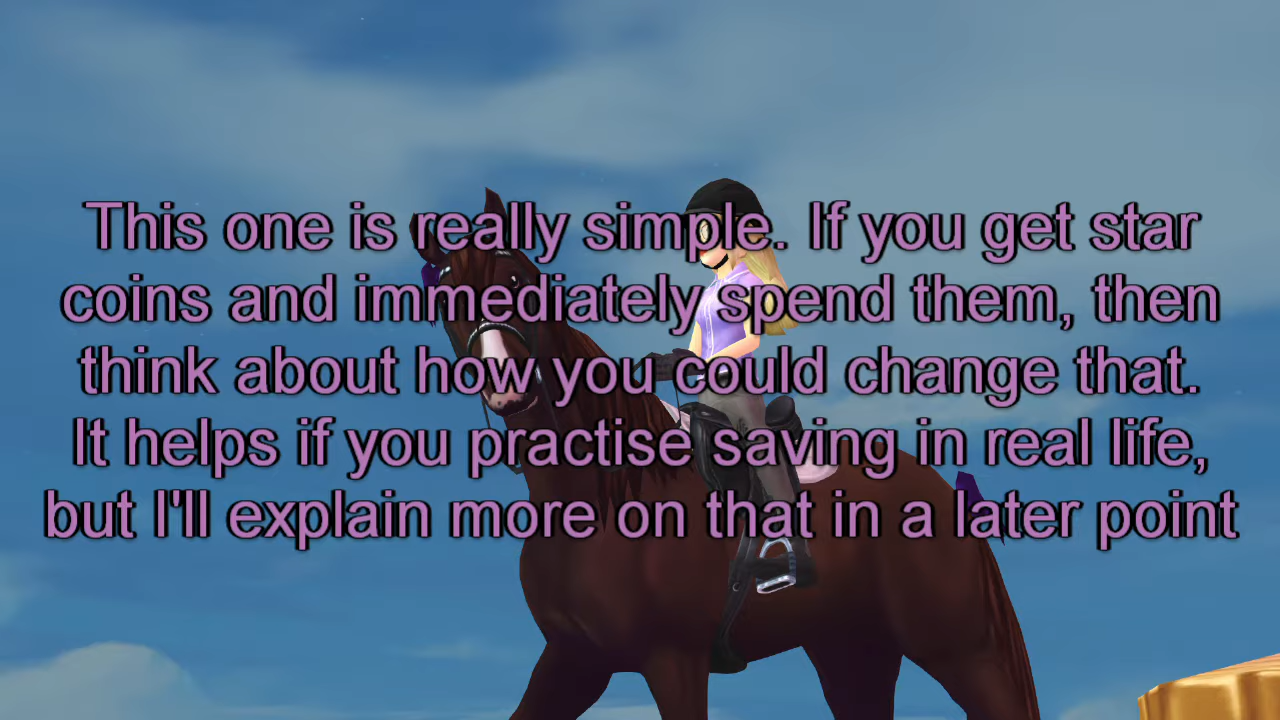 This one is really simple. If you get star
coins and immediately spend them, then
think about how you could change that.
It helps if you practise saving in real life,
but I'll explain more on that in a later point